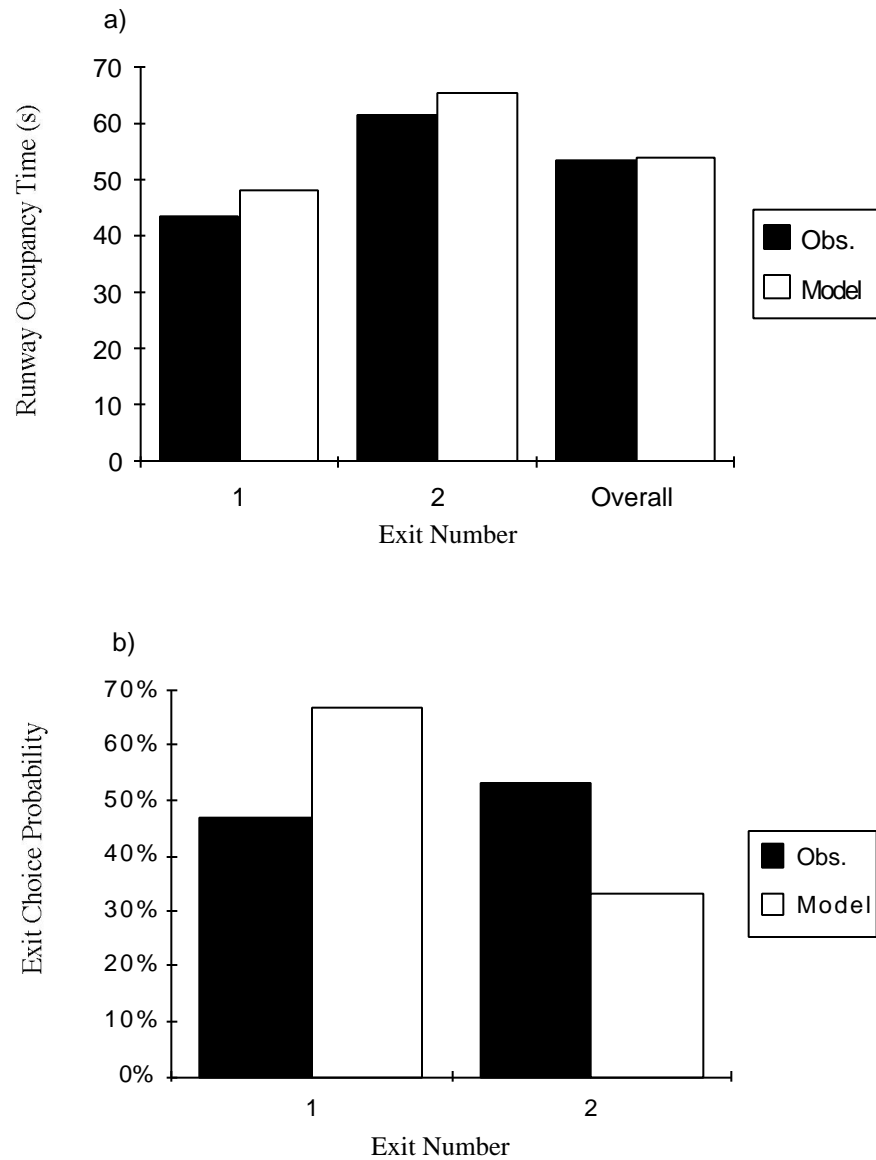 a)
Runway Occupancy Time (s)
70
60
50
40
30
20
10
0
1
2
Overall
Exit Number
Obs.
Model
b)
Exit Choice Probability
70%
60%
50%
40%
30%
20%
10%
0%
1
2
Exit Number
Obs.
Model